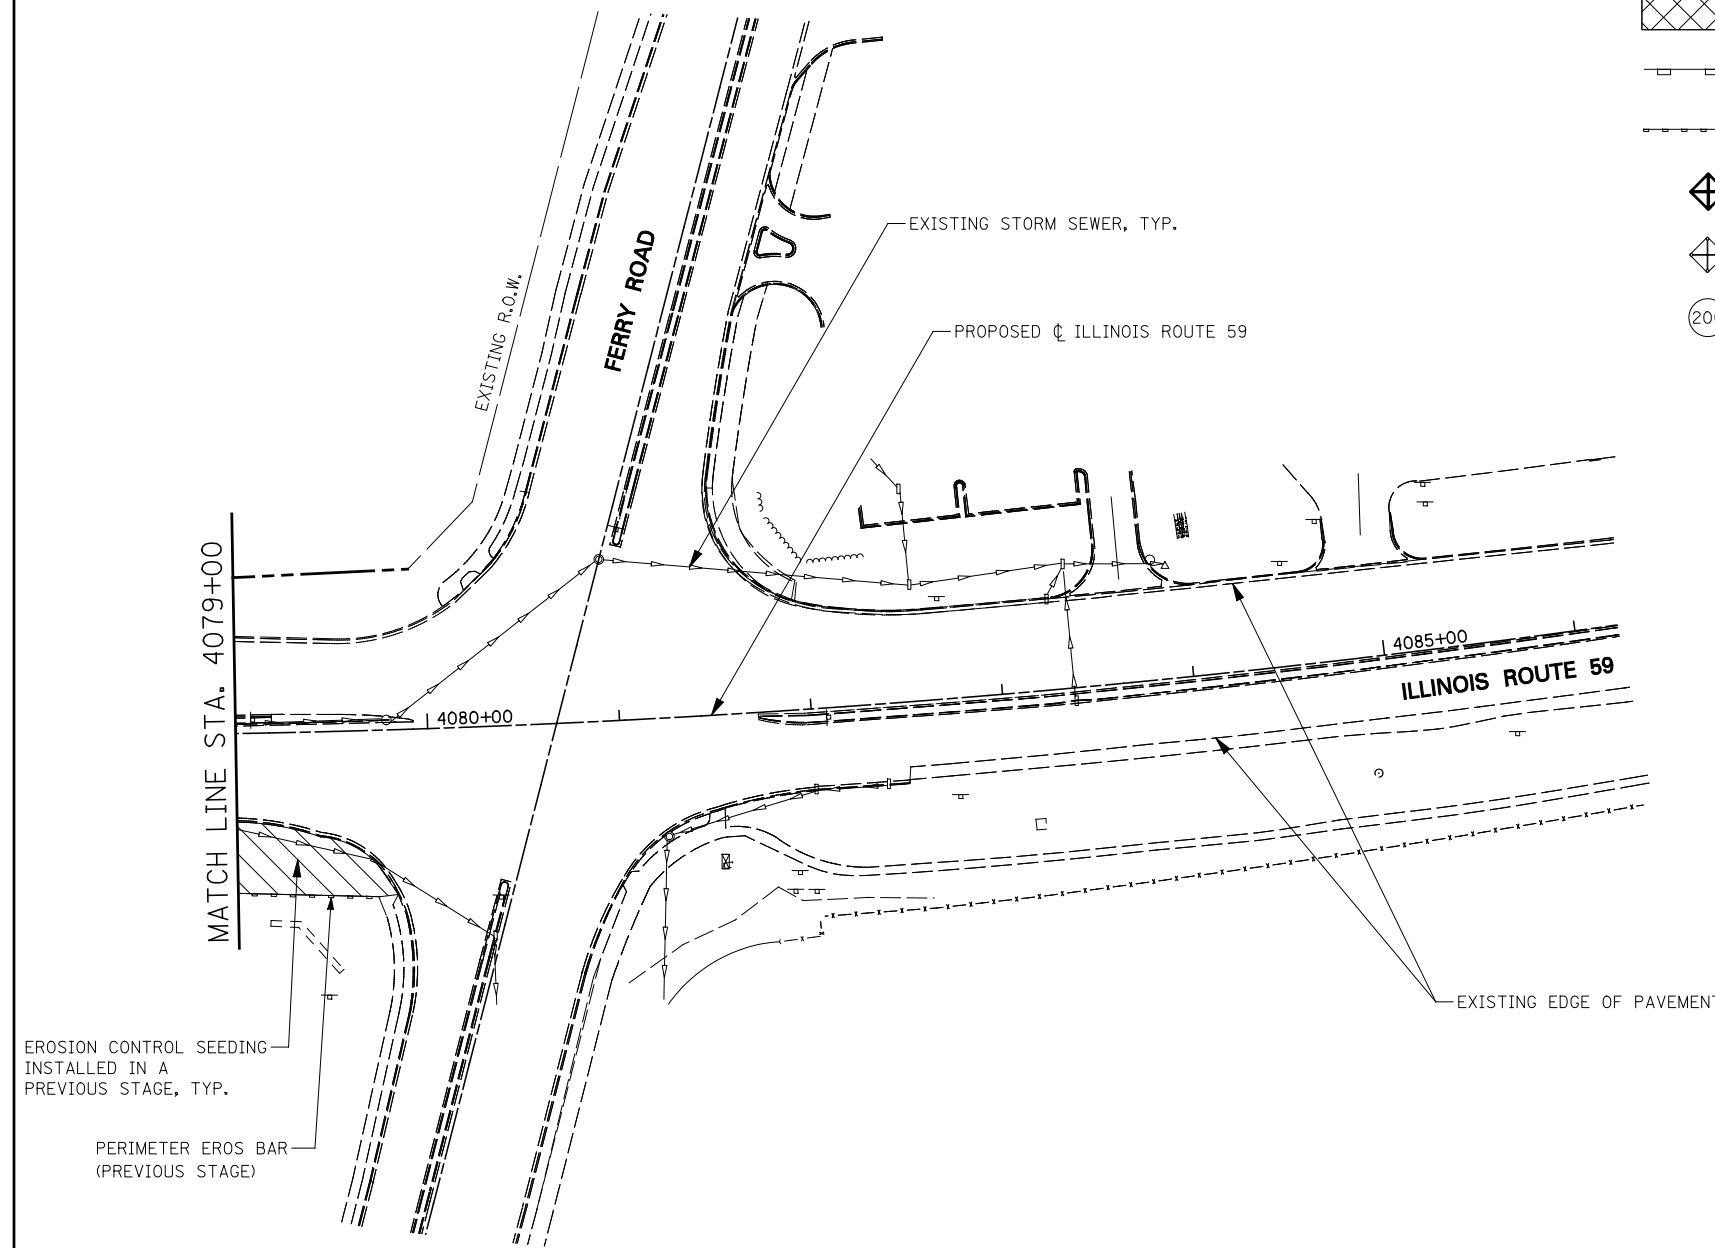 EXISTING STORM SEWER, TYP.
EXISTING R.O.W.
FERRY ROAD
PROPOSED ℄ ILLINOIS ROUTE 59
MATCH LINE STA. 4079+00
4080+00
4085+00
ILLINOIS ROUTE 59
EXISTING EDGE OF PAVEMENT
EROSION CONTROL SEEDING
INSTALLED IN A
PREVIOUS STAGE, TYP.
PERIMETER EROS BAR
(PREVIOUS STAGE)